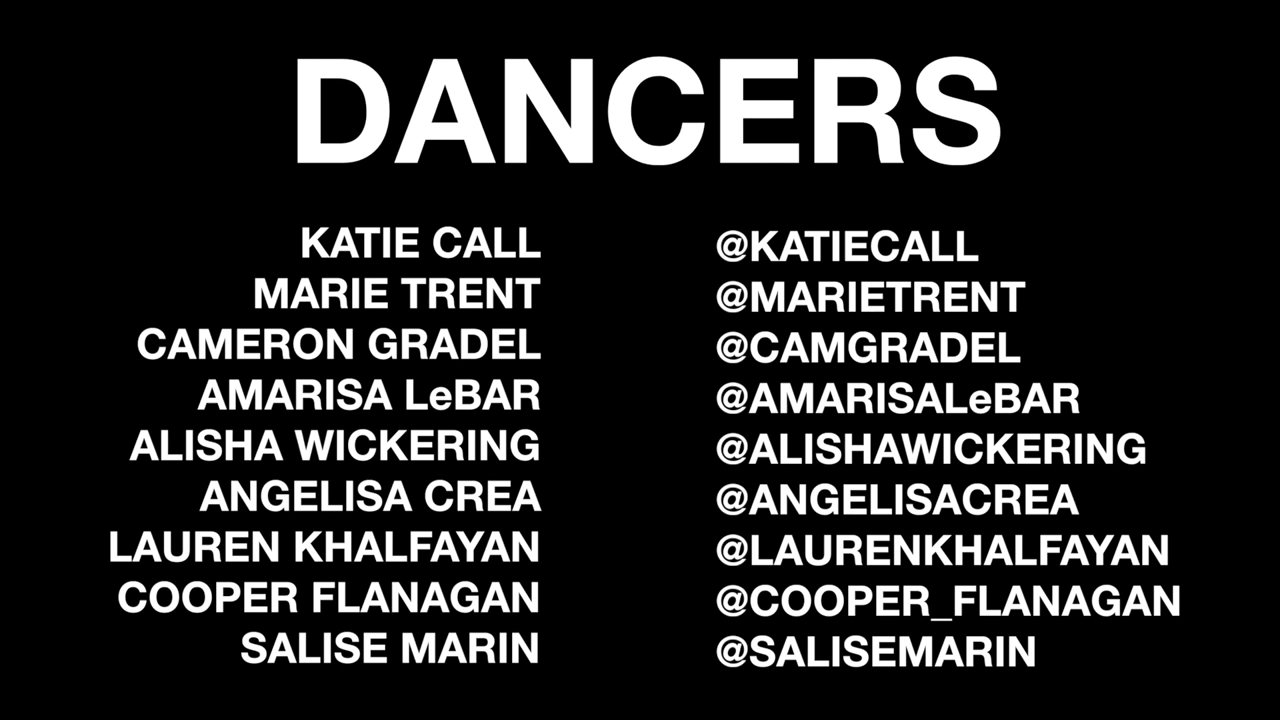 DANCERS
KATIE CALL @KATIECALL
MARIE TRENT @MARIETRENT
CAMERON GRADEL @CAMGRADEL
AMARISA LeBAR @AMARISALeBAR
ALISHA WICKERING @ALISHAWICKERING
ANGELISA CREA @ANGELISACREA
LAUREN KHALFAYAN @LAURENKHALFAYAN
COOPER FLANAGAN @COOPER_FLANAGAN
SALISE MARIN @SALISEMARIN